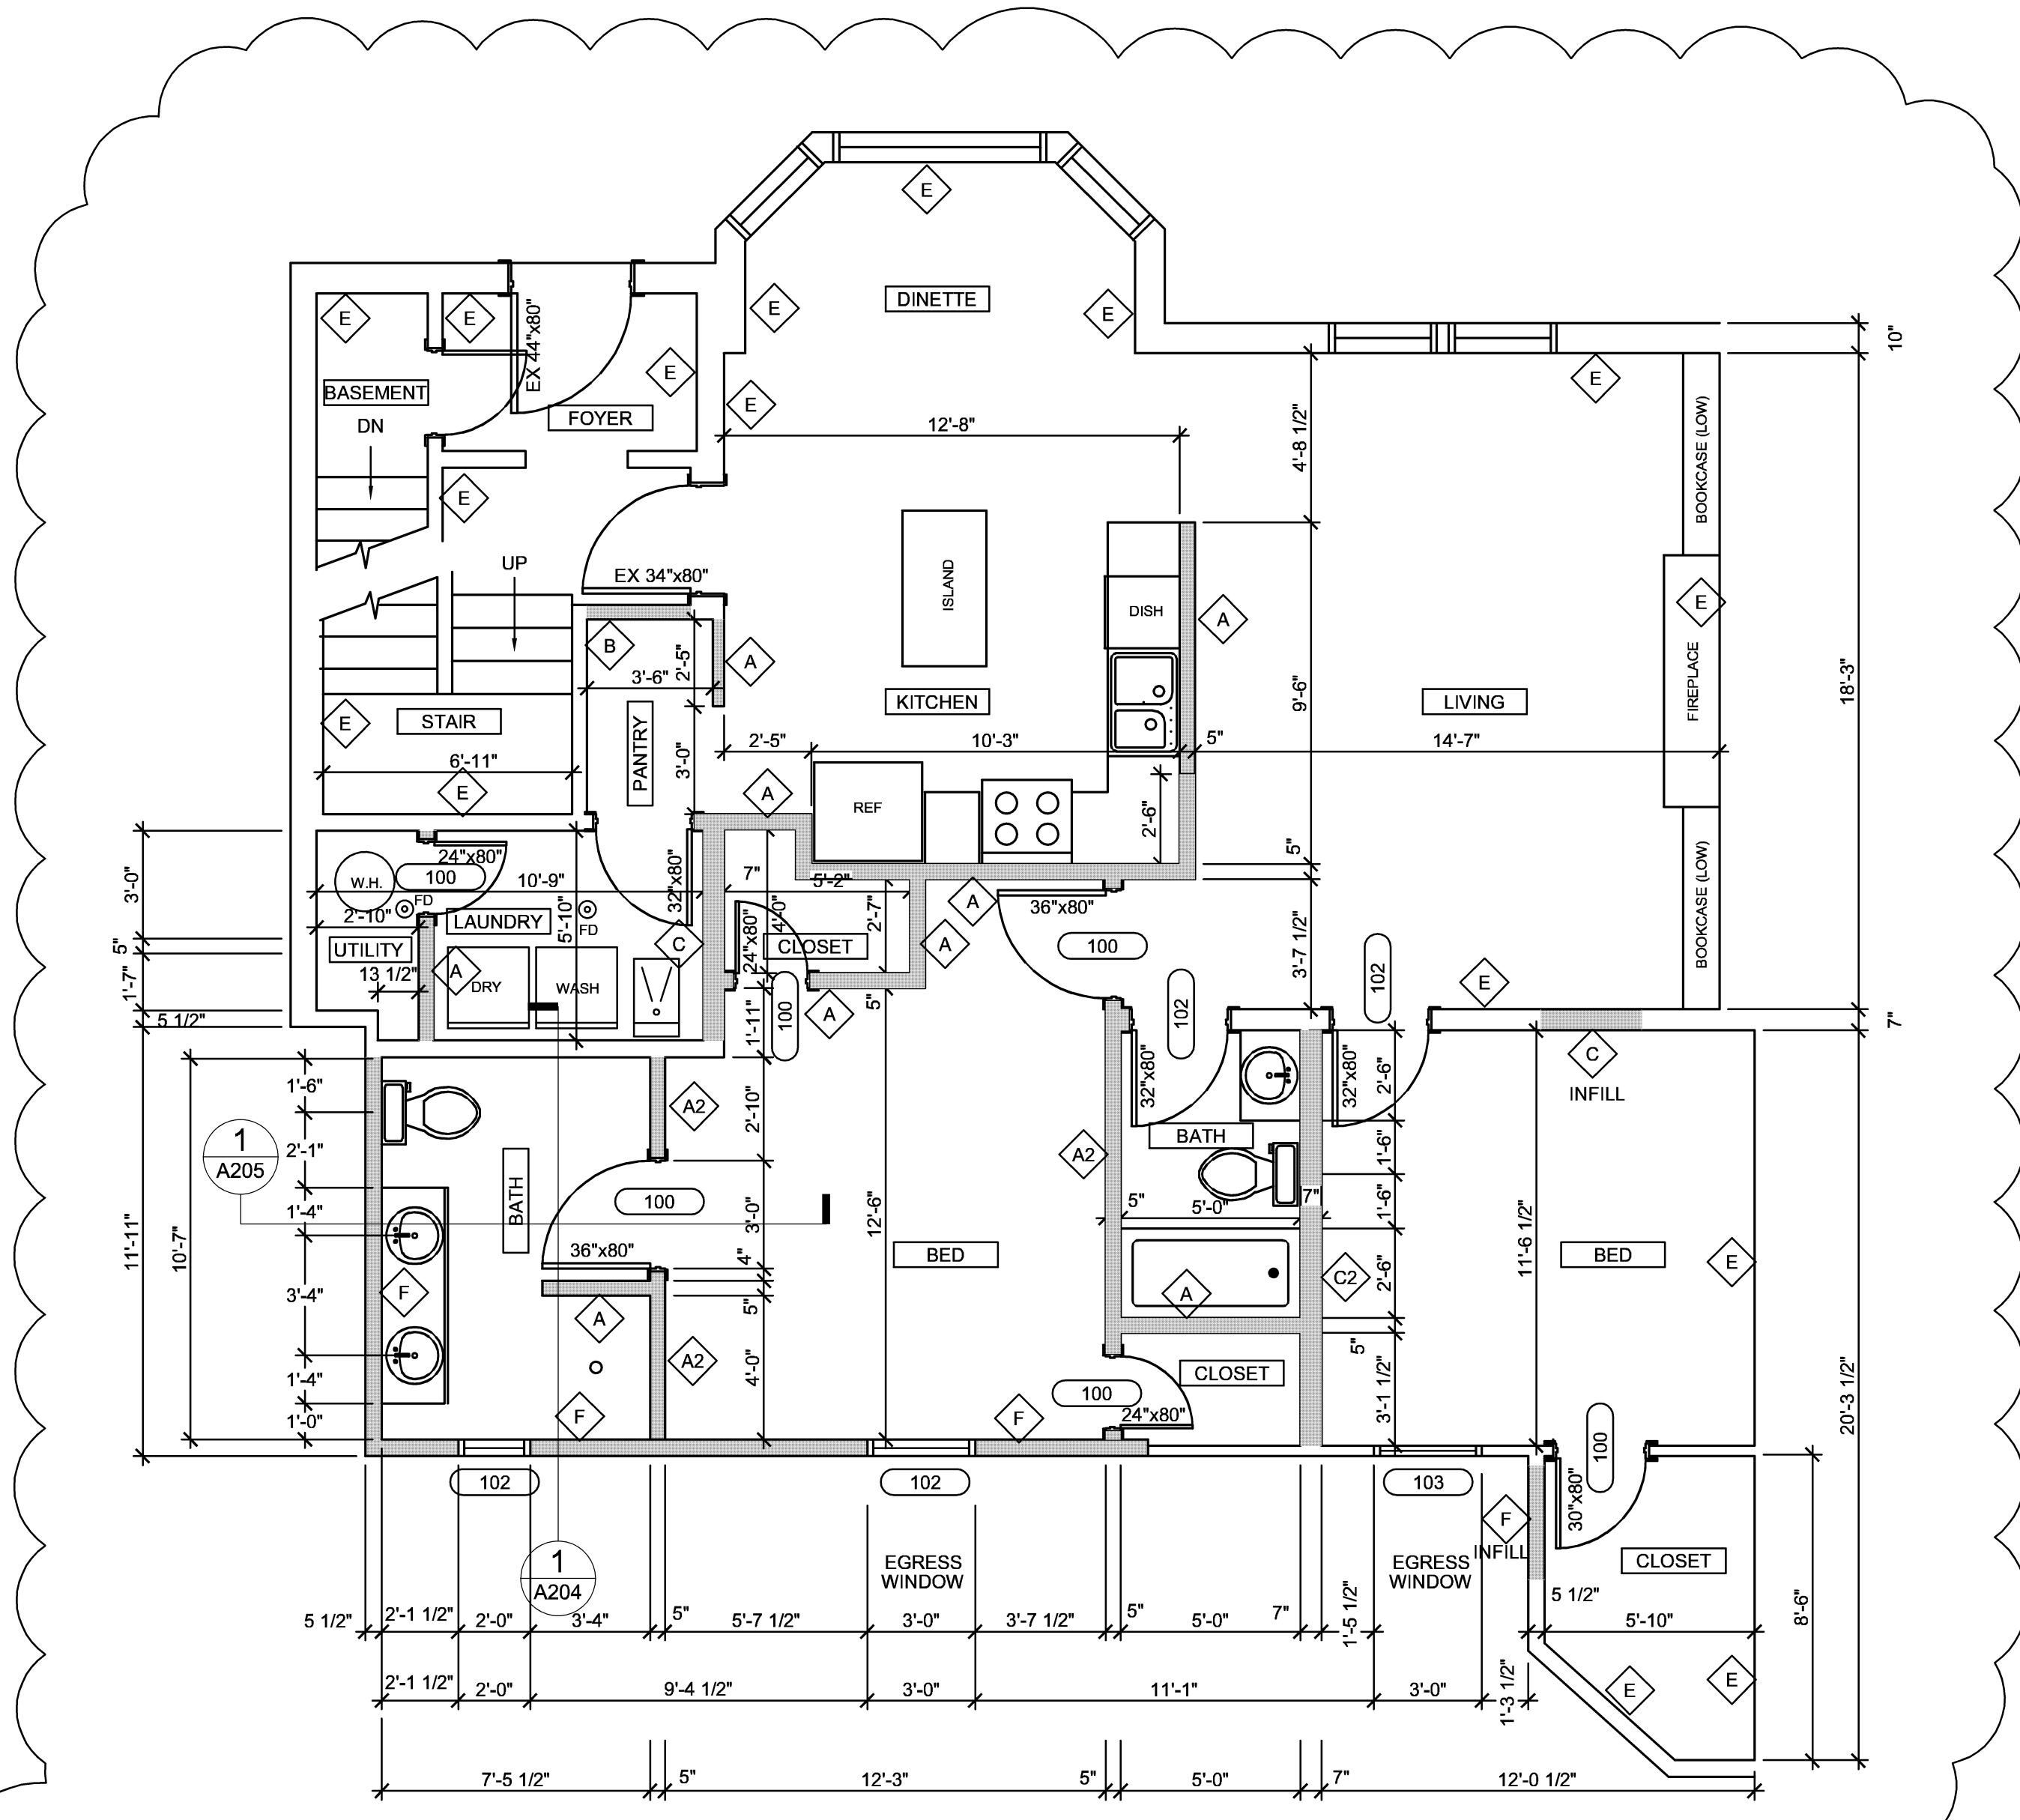 E
DINETTE
E
E
E
E
E
E
EX 44"x80"
10"
BASEMENT
FOYER
E
E
BOOKCASE (LOW)
DN
12'-8"
4'-8 1/2"
E
UP
EX 34"x80"
ISLAND
DISH
A
E
B
A
2'-5"
3'-6"
KITCHEN
9'-6"
LIVING
FIREPLACE
18'-3"
E
STAIR
PANTRY
2'-5"
10'-3"
5"
14'-7"
6'-11"
3'-0"
E
A
REF
2'-6"
5"
3'-0"
24"x80"
W.H.
100
10'-9"
32"x80"
7"
5'-2"
BOOKCASE (LOW)
FD
2'-10"
LAUNDRY
5'-10"
FD
4'-0"
2'-7"
A
36"x80"
UTILITY
C
24"x80"
CLOSET
A
100
3'-7 1/2"
102
5"
13 1/2"
A
DRY
WASH
E
1'-7"
5 1/2"
1'-11"
100
A
5"
102
7"
C
INFILL
1'-6"
2'-10"
A2
32"x80"
32"x80"
2'-6"
1
A205
2'-1"
BATH
A2
BATH
1'-6"
1'-4"
100
3'-0"
12'-6"
5"
5'-0"
7"
1'-6"
11'-11"
10'-7"
36"x80"
4"
BED
11'-6 1/2"
BED
E
3'-4"
F
A
5"
A
C2
2'-6"
5"
1'-4"
A2
4'-0"
CLOSET
3'-1 1/2"
20'-3 1/2"
1'-0"
F
F
100
24"x80"
100
102
102
103
30"x80"
F
INFILL
1
A204
EGRESS
WINDOW
EGRESS
WINDOW
CLOSET
5 1/2"
2'-1 1/2"
2'-0"
3'-4"
5"
5'-7 1/2"
3'-0"
3'-7 1/2"
5"
5'-0"
7"
1'-5 1/2"
5 1/2"
5'-10"
8'-6"
2'-1 1/2"
2'-0"
9'-4 1/2"
3'-0"
11'-1"
3'-0"
1'-3 1/2"
E
E
7'-5 1/2"
5"
12'-3"
5"
5'-0"
7"
12'-0 1/2"